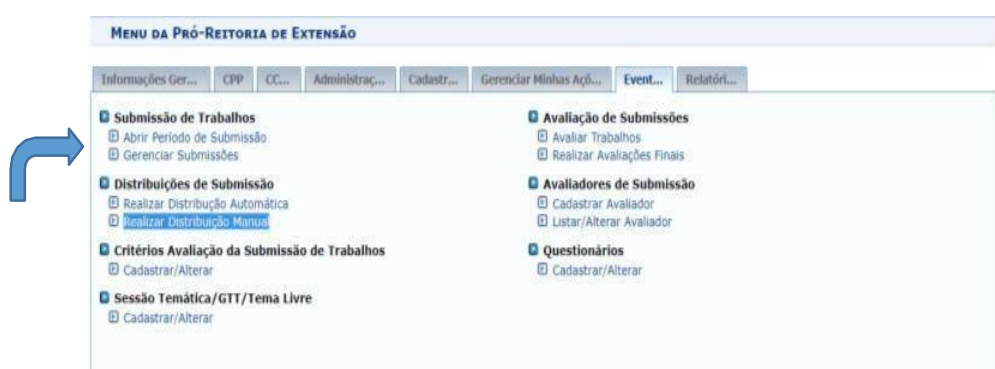 Menu da Pró-Reitoria de Extensão
Informações Ger... CPP CC... Administraç... Cadastr... Gerenciar Minhas Açõ... Event... Relatóri...
Submissão de Trabalhos
Abrir Período de Submissão
Gerenciar Submissões
Distribuições de Submissão
Realizar Distribução Automática
Realizar Distribuição Manual
Critérios Avaliação da Submissão de Trabalhos
Cadastrar/Alterar
Sessão Temática/GTT/Tema Livre
Cadastrar/Alterar
Avaliação de Submissões
Avaliar Trabalhos
Realizar Avaliações Finais
Avaliadores de Submissão
Cadastrar Avaliador
Listar/Alterar Avaliador
Questionários
Cadastrar/Alterar